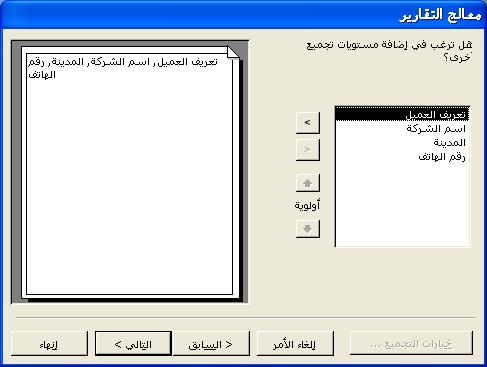 معالج التقارير
هل ترغب في إضافة مستويات تجميع
أخرى؟
تعريف العميل
اسم الشركة
المدينة
رقم الهاتف
>
<
أولوية
تعريف العميل, اسم الشركة, المدينة, رقم
الهاتف
خيارات التجميع ...
إلغاء الأمر
< السابق
التالي >
إنهاء